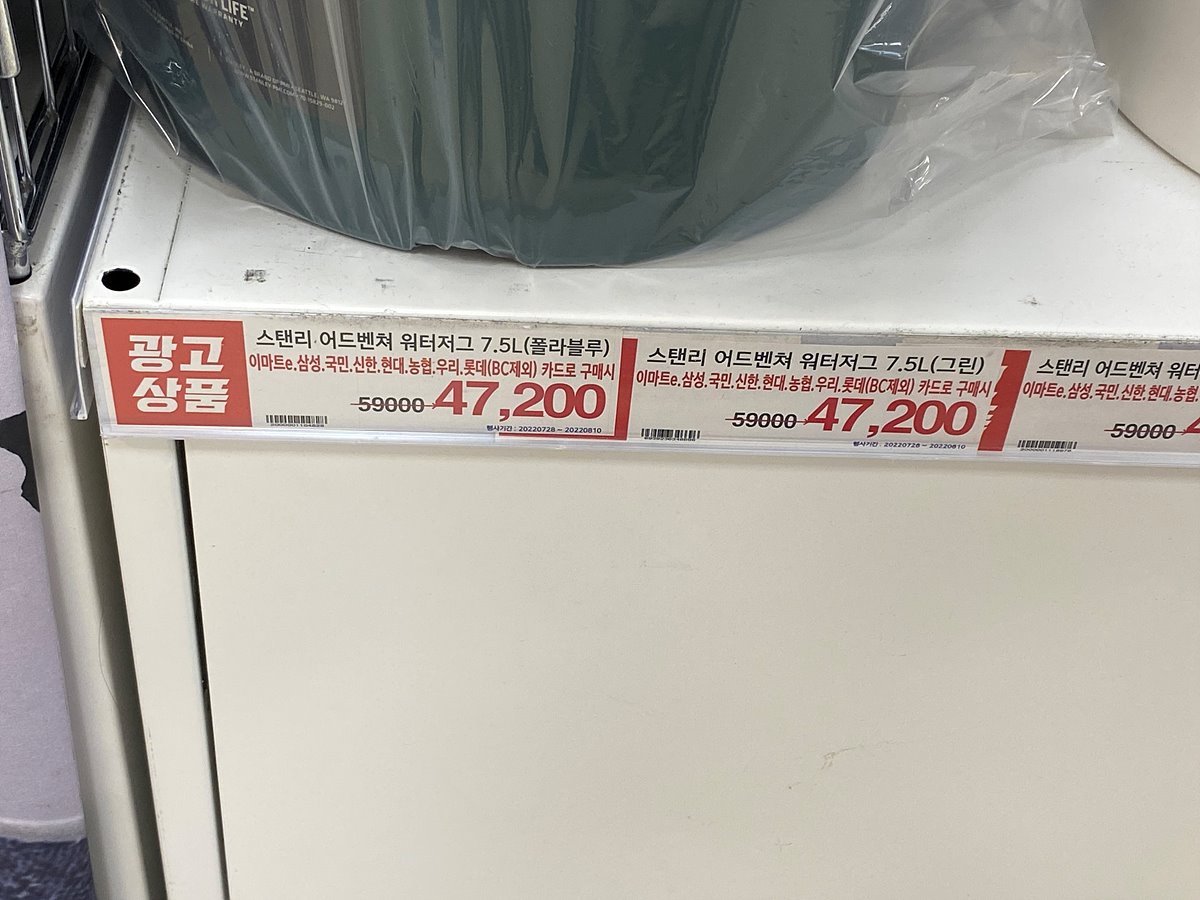 LIFE™
WARRANTY
SEATTLE, WA
광고
상품
스탠리 어드벤쳐 워터저그 7.5L(폴라블루)
이마트e.삼성.국민.신한.현대.농협.우리.롯데(BC제외) 카드로 구매시
59000→47,200
행사기간 : 20220728 ~ 20220810
스탠리 어드벤쳐 워터저그 7.5L(그린)
이마트e.삼성.국민.신한.현대.농협.우리.롯데(BC제외) 카드로 구매시
59000→47,200
행사기간 : 20220728 ~ 20220810
스탠리 어드벤쳐 워터
이마트e.삼성.국민.신한.현대.농협.
59000→4